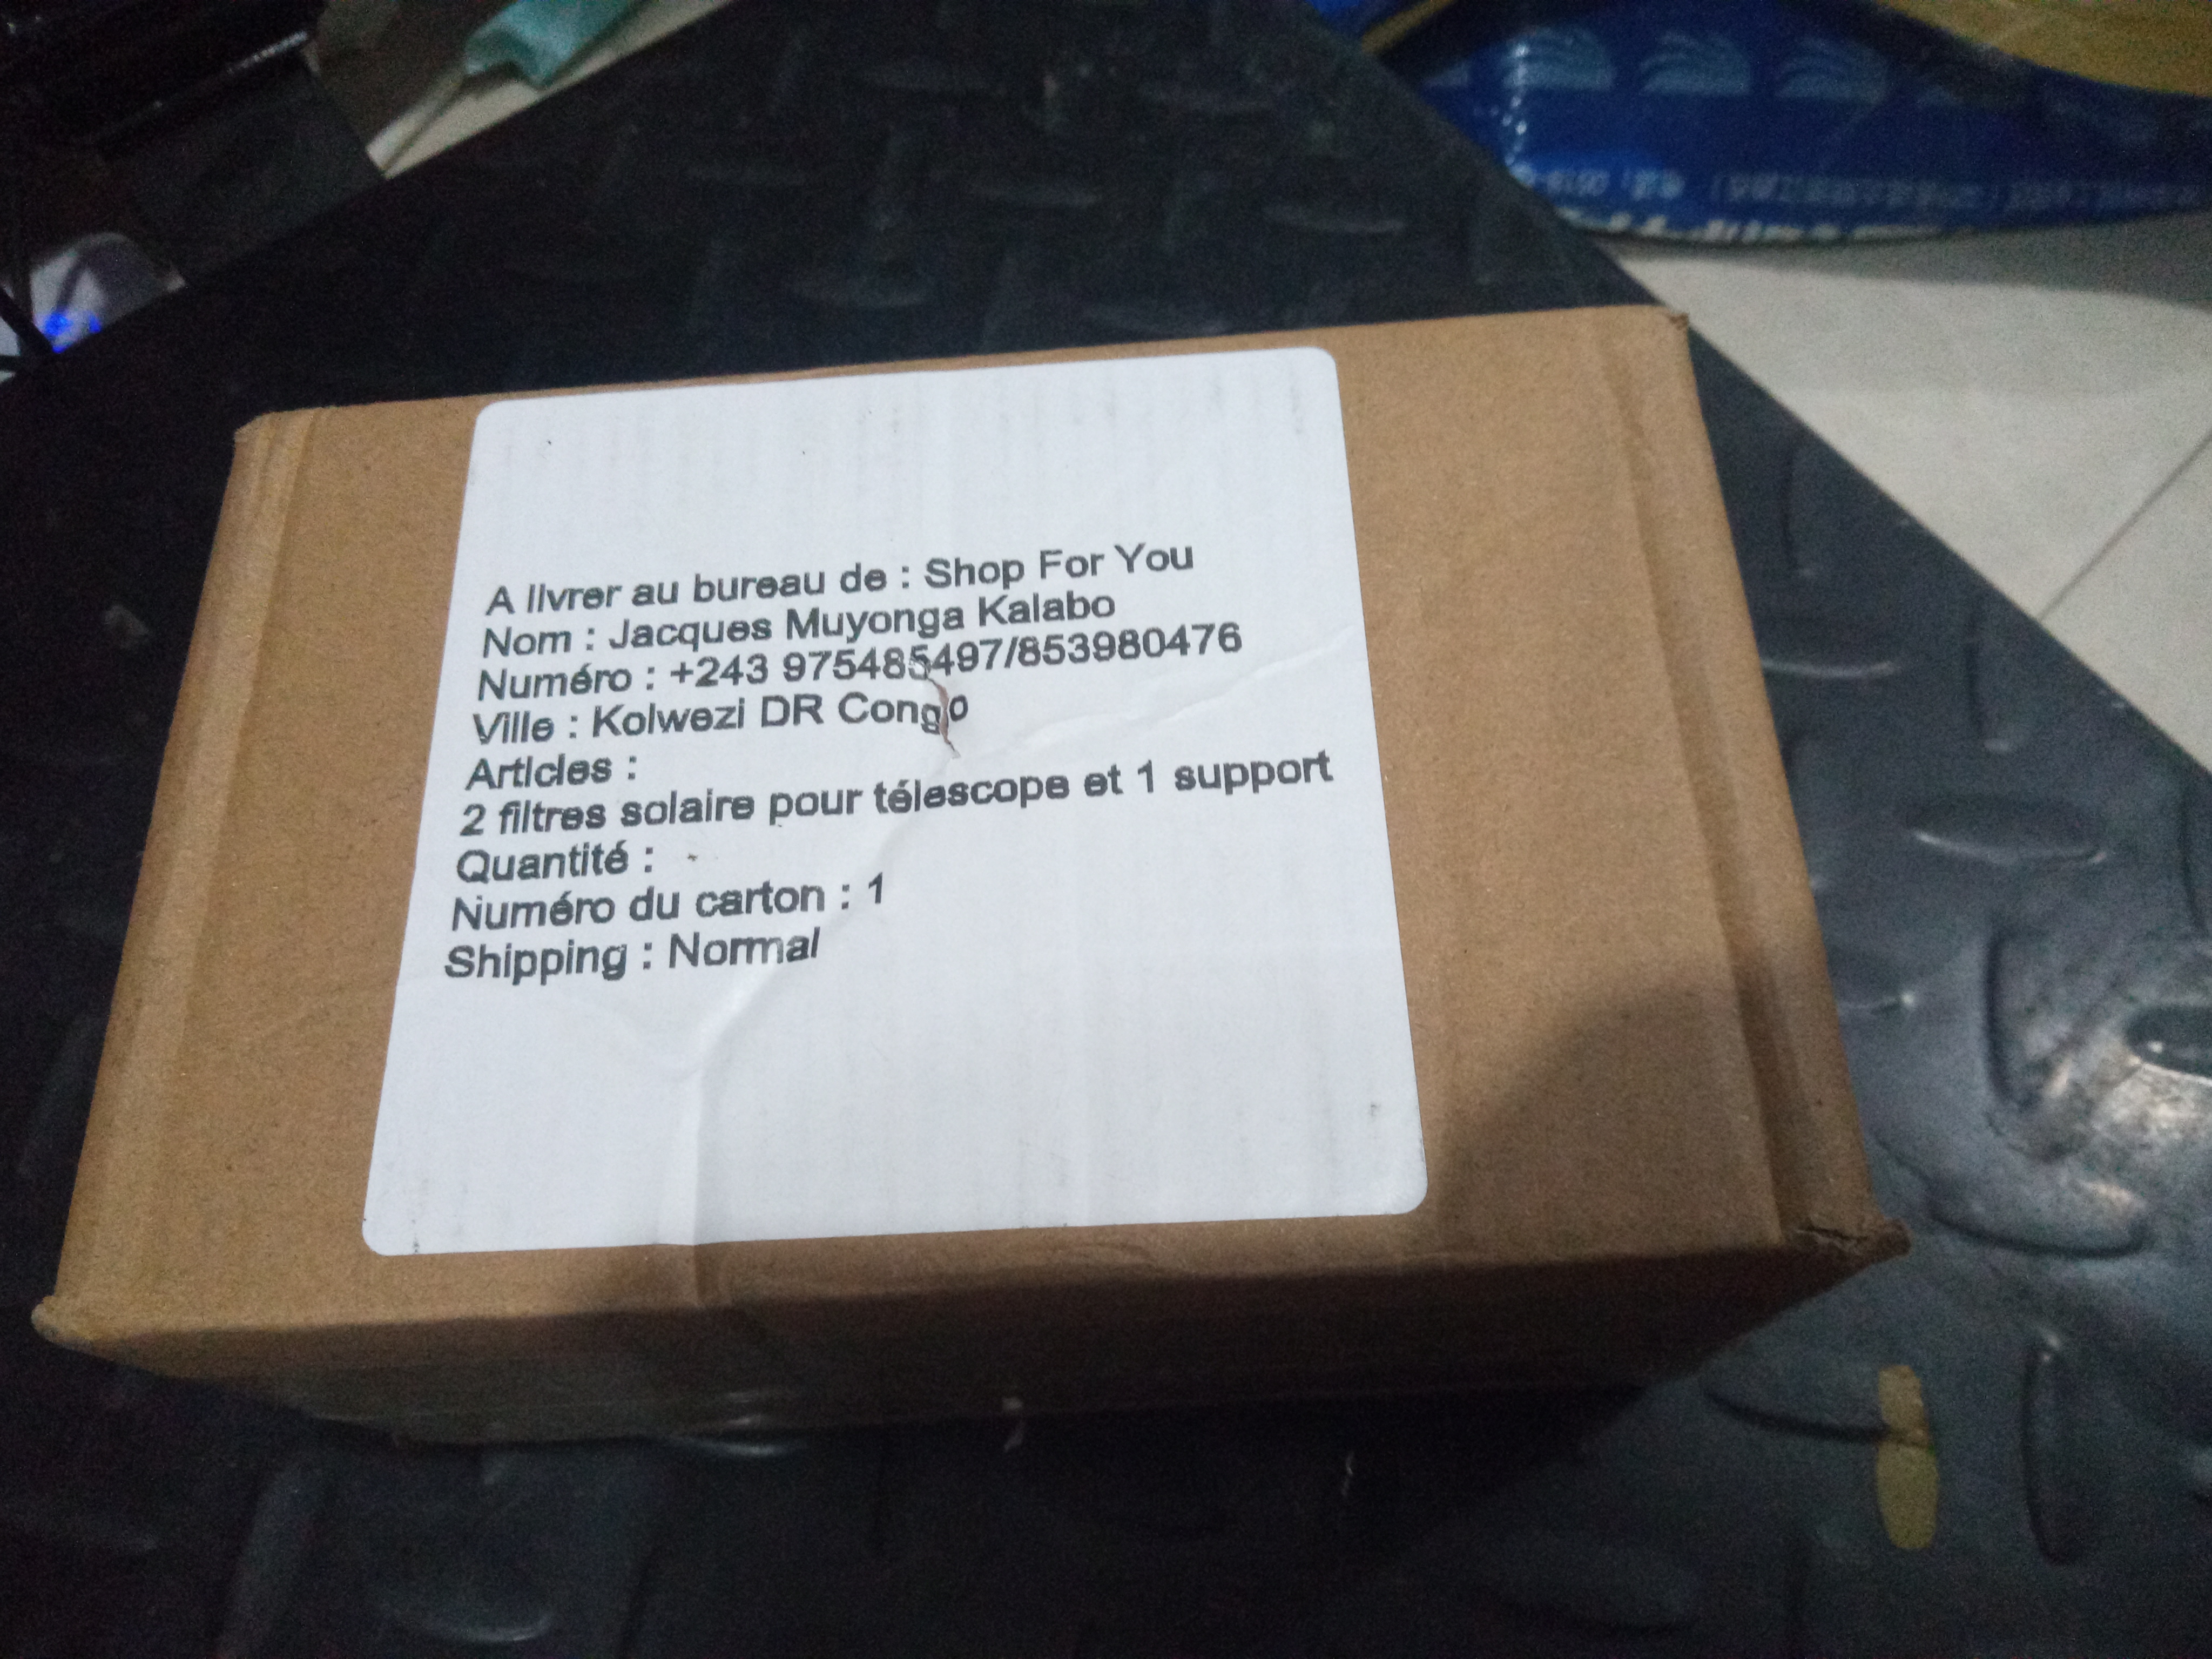 A livrer au bureau de : Shop For You
Nom : Jacques Muyonga Kalabo
Numéro : +243 975485497/853980476
Ville : Kolwezi DR Congo
Articles :
2 filtres solaire pour télescope et 1 support
Quantité :
Numéro du carton : 1
Shipping : Normal